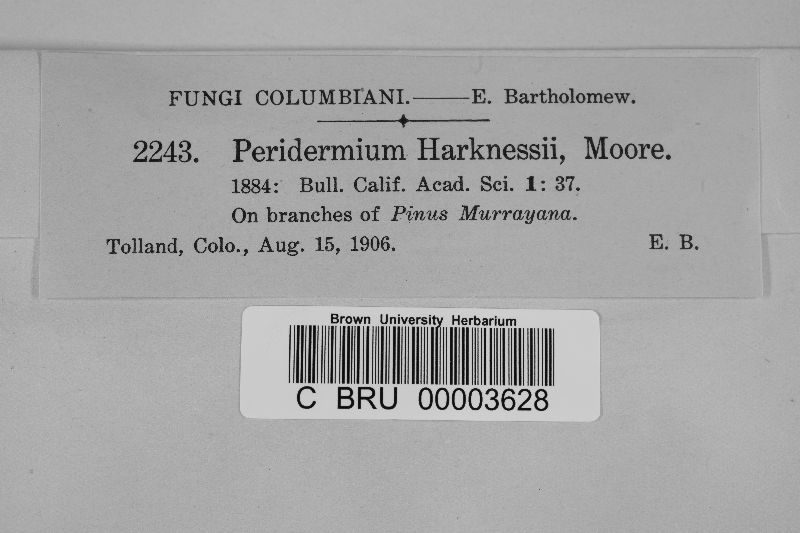 FUNGI COLUMBIANI.——E. Bartholomew.
2243. Peridermium Harknessii, Moore.
1884: Bull. Calif. Acad. Sci. 1: 37.
On branches of Pinus Murrayana.
Tolland, Colo., Aug. 15, 1906. E. B.
Brown University Herbarium
C BRU 00003628